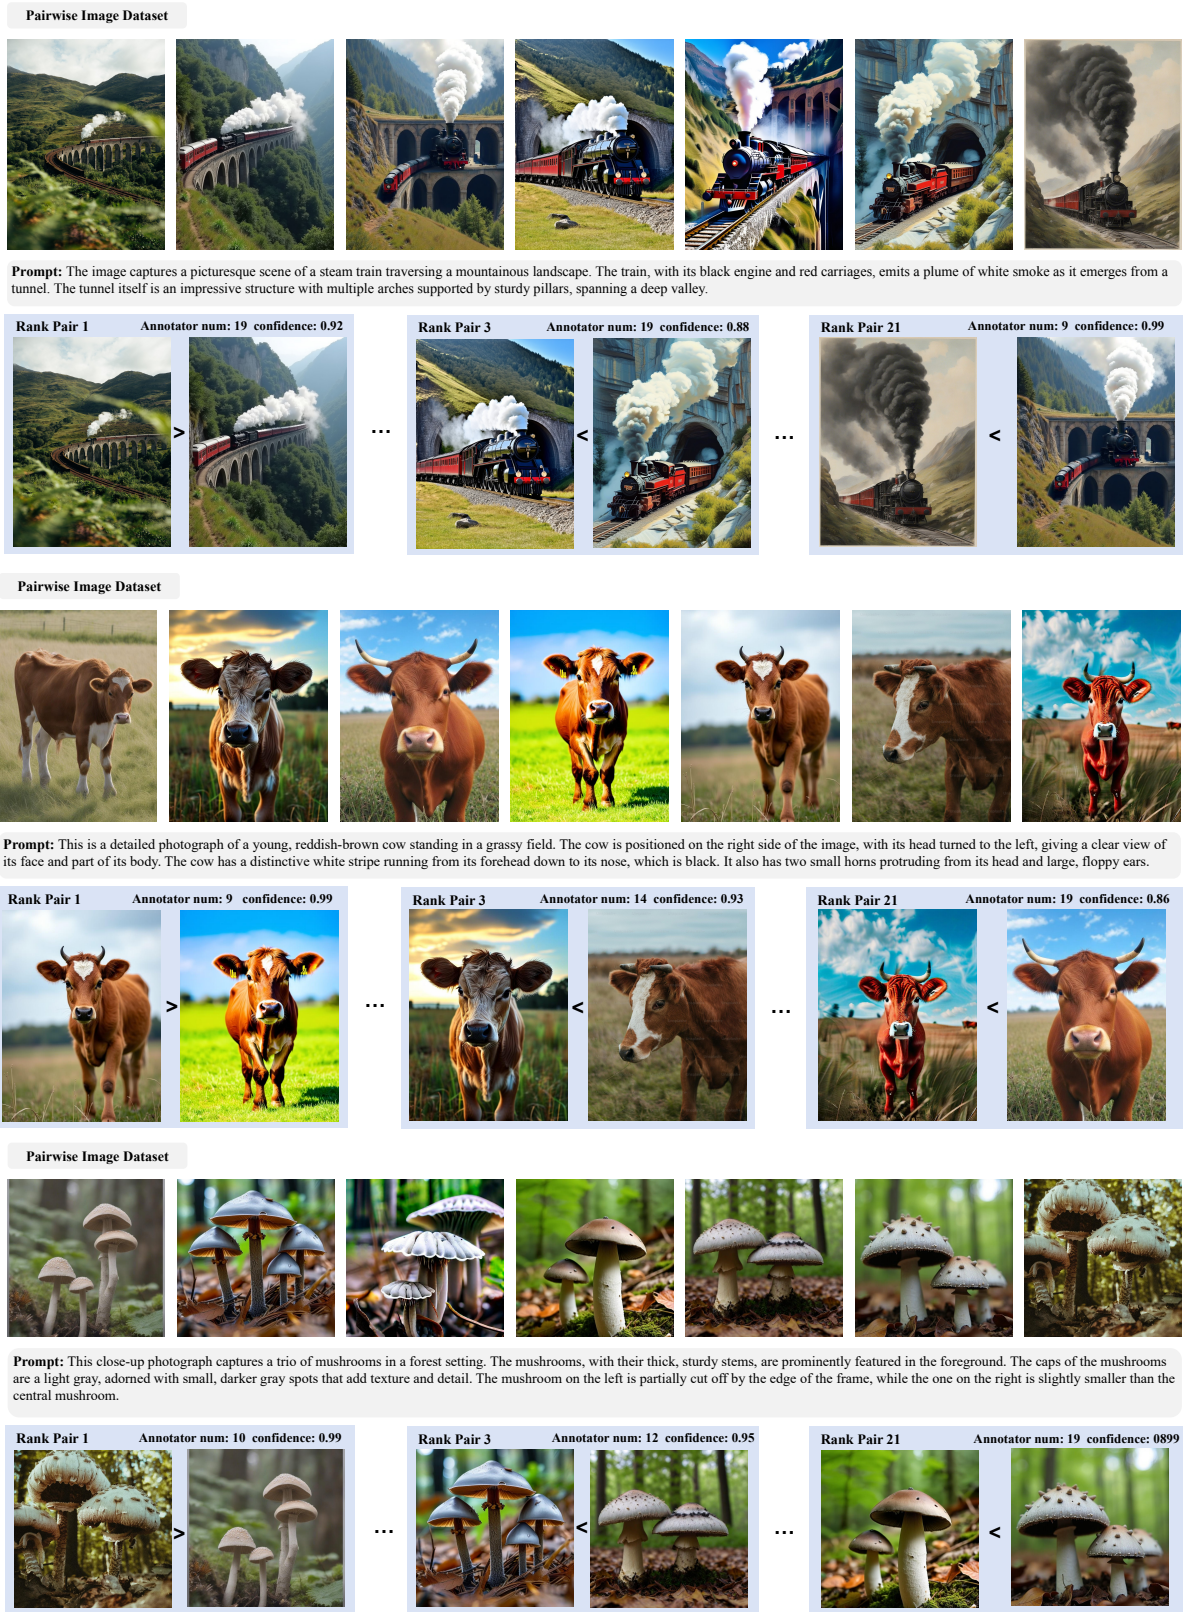 Pairwise Image Dataset
Prompt: The image captures a picturesque scene of a steam train traversing a mountainous landscape. The train, with its black engine and red carriages, emits a plume of white smoke as it emerges from a
tunnel. The tunnel itself is an impressive structure with multiple arches supported by sturdy pillars, spanning a deep valley.
Rank Pair 1 Annotator num: 19 confidence: 0.92
Rank Pair 3 Annotator num: 19 confidence: 0.88
Rank Pair 21 Annotator num: 9 confidence: 0.99
>
...
<
...
<
Pairwise Image Dataset
Prompt: This is a detailed photograph of a young, reddish-brown cow standing in a grassy field. The cow is positioned on the right side of the image, with its head turned to the left, giving a clear view of
its face and part of its body. The cow has a distinctive white stripe running from its forehead down to its nose, which is black. It also has two small horns protruding from its head and large, floppy ears.
Rank Pair 1 Annotator num: 9 confidence: 0.99
Rank Pair 3 Annotator num: 14 confidence: 0.93
Rank Pair 21 Annotator num: 19 confidence: 0.86
>
...
<
...
<
Pairwise Image Dataset
Prompt: This close-up photograph captures a trio of mushrooms in a forest setting. The mushrooms, with their thick, sturdy stems, are prominently featured in the foreground. The caps of the mushrooms
are a light gray, adorned with small, darker gray spots that add texture and detail. The mushroom on the left is partially cut off by the edge of the frame, while the one on the right is slightly smaller than the
central mushroom.
Rank Pair 1 Annotator num: 10 confidence: 0.99
Rank Pair 3 Annotator num: 12 confidence: 0.95
Rank Pair 21 Annotator num: 19 confidence: 0899
>
...
<
...
<